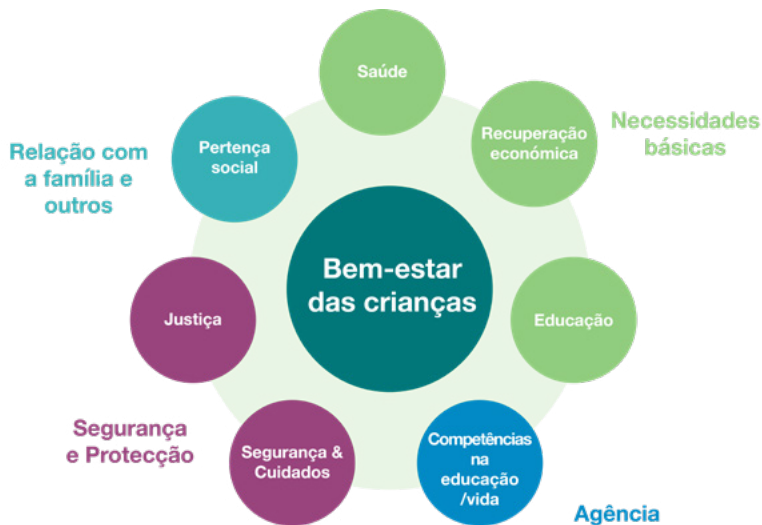 Saúde
Recuperação
económica
Necessidades
básicas
Pertença
social
Relação com
a família e
outros
Bem-estar
das crianças
Justiça
Educação
Segurança
e Protecção
Segurança &
Cuidados
Competências
na
educação
/vida
Agência